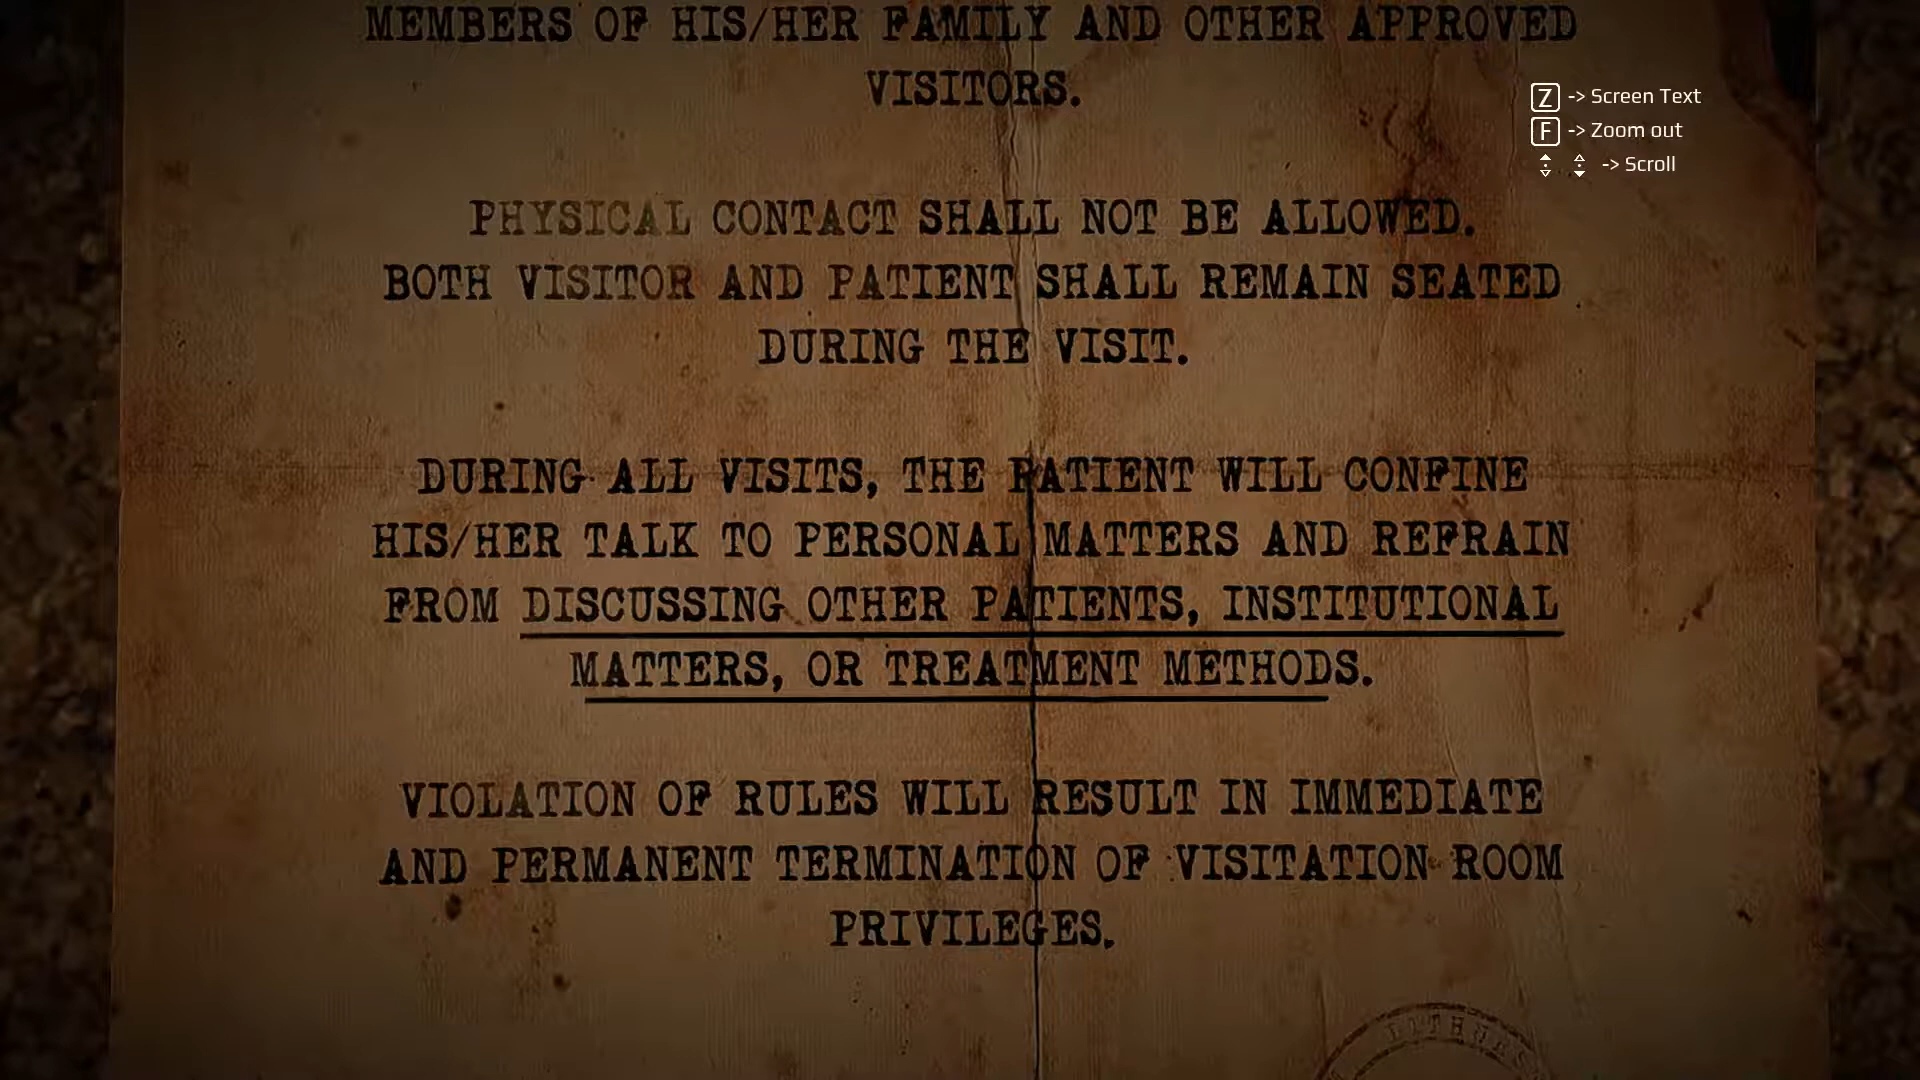 MEMBERS OF HIS/HER FAMILY AND OTHER APPROVED
VISITORS.
Z -> Screen Text
F -> Zoom out
-> Scroll
PHYSICAL CONTACT SHALL NOT BE ALLOWED.
BOTH VISITOR AND PATIENT SHALL REMAIN SEATED
DURING THE VISIT.
DURING ALL VISITS, THE PATIENT WILL CONFINE
HIS/HER TALK TO PERSONAL MATTERS AND REFRAIN
FROM DISCUSSING OTHER PATIENTS, INSTITUTIONAL
MATTERS, OR TREATMENT METHODS.
VIOLATION OF RULES WILL RESULT IN IMMEDIATE
AND PERMANENT TERMINATION OF VISITATION ROOM
PRIVILEGES.